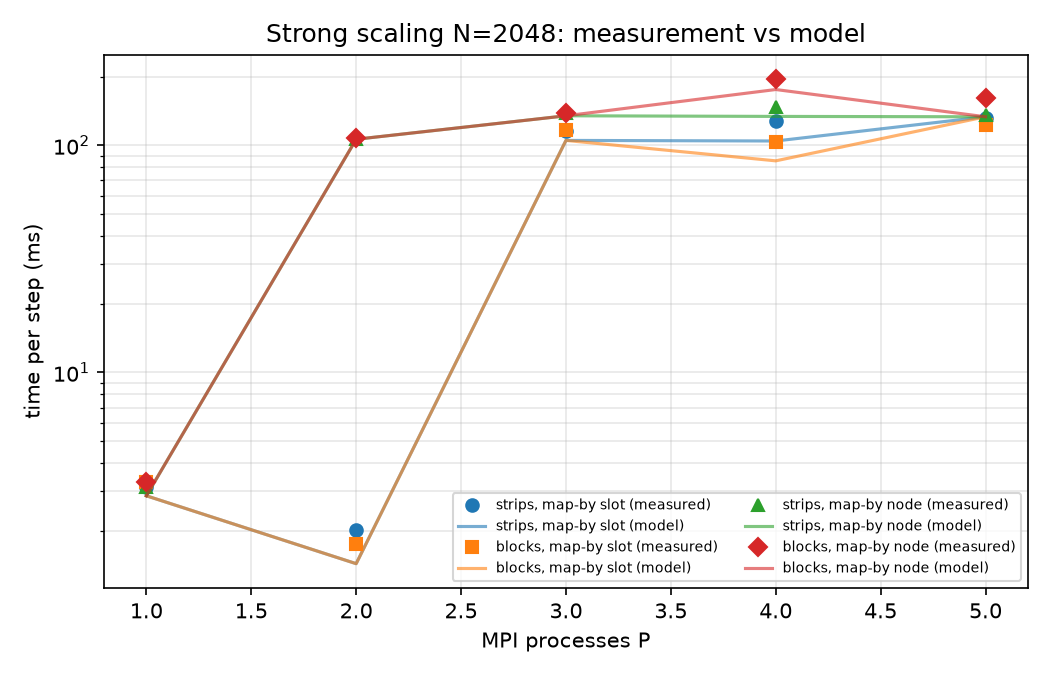 Strong scaling N=2048: measurement vs model
time per step (ms)
10²
10¹
strips, map-by slot (measured)
strips, map-by slot (model)
blocks, map-by slot (measured)
blocks, map-by slot (model)
strips, map-by node (measured)
strips, map-by node (model)
blocks, map-by node (measured)
blocks, map-by node (model)
1.0 1.5 2.0 2.5 3.0 3.5 4.0 4.5 5.0
MPI processes P